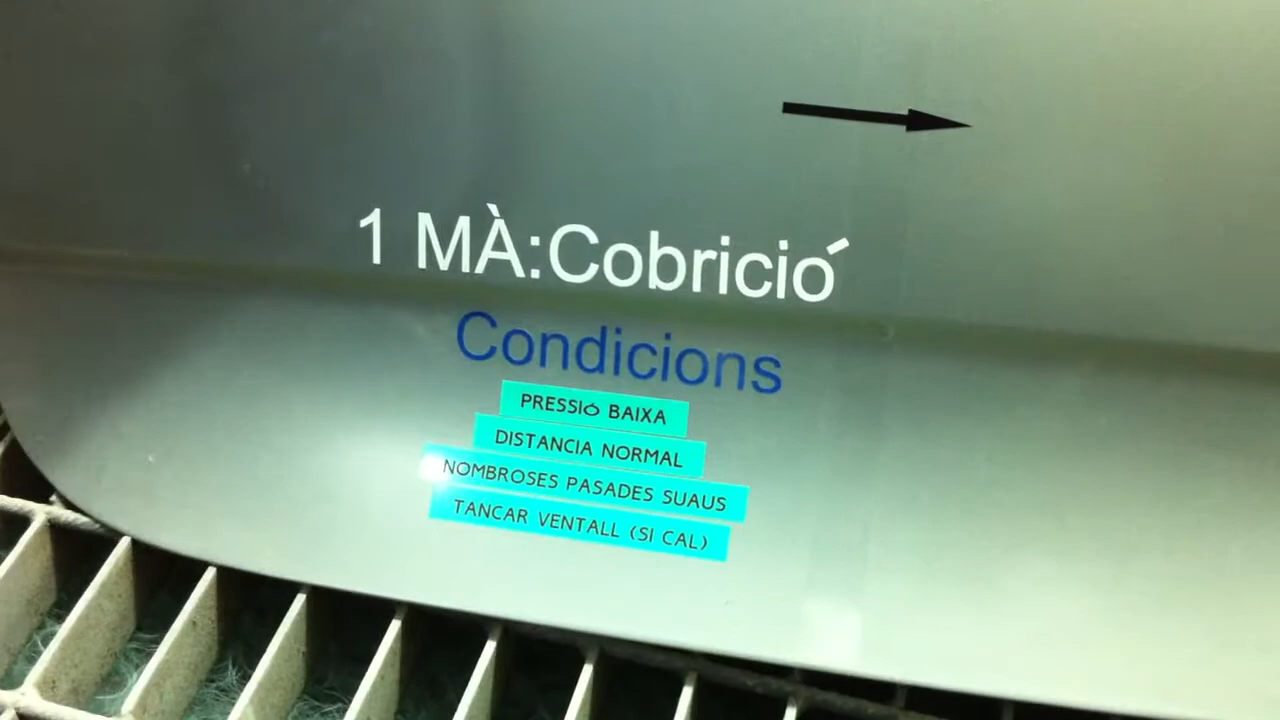 1 MÀ:Cobrició
Condicions
PRESSIÓ BAIXA
DISTANCIA NORMAL
NOMBROSES PASADES SUAUS
TANCAR VENTALL (SI CAL)